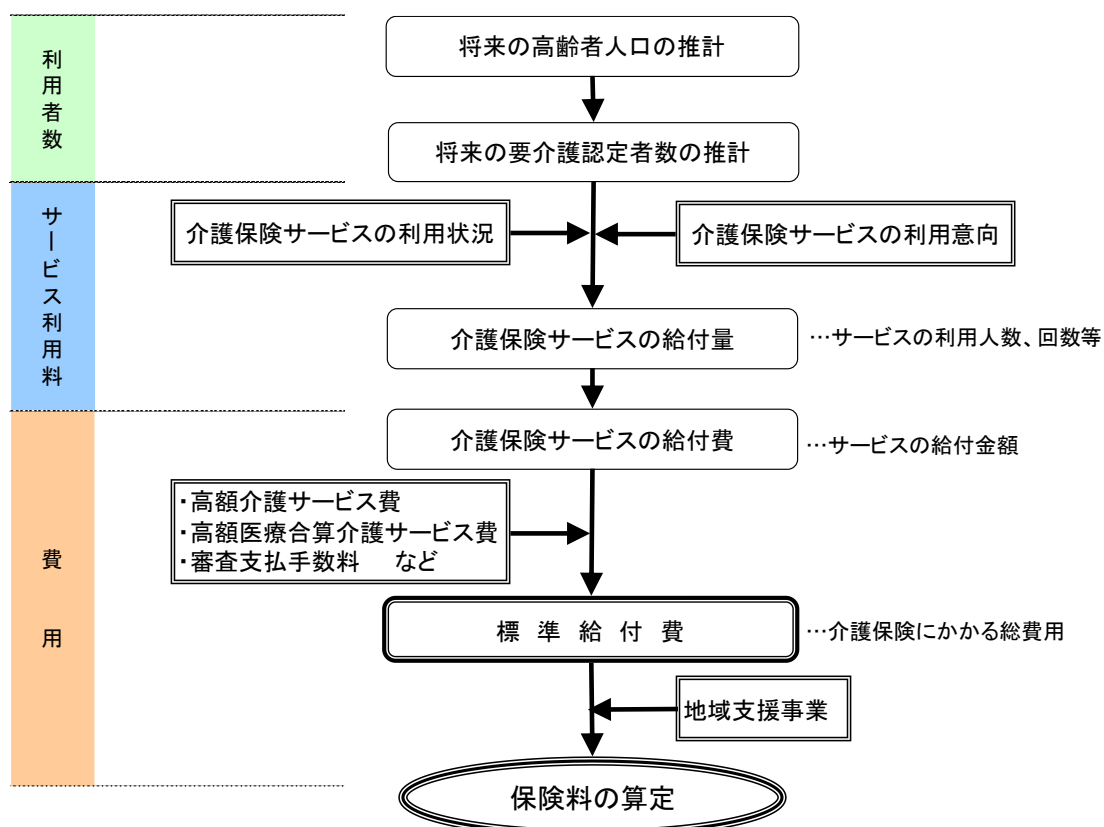 利用者数
将来の高齢者人口の推計
将来の要介護認定者数の推計
サービス利用料
介護保険サービスの利用状況
介護保険サービスの利用意向
介護保険サービスの給付量
…サービスの利用人数、回数等
費用
介護保険サービスの給付費
…サービスの給付金額
・高額介護サービス費
・高額医療合算介護サービス費
・審査支払手数料 など
標準給付費
…介護保険にかかる総費用
地域支援事業
保険料の算定